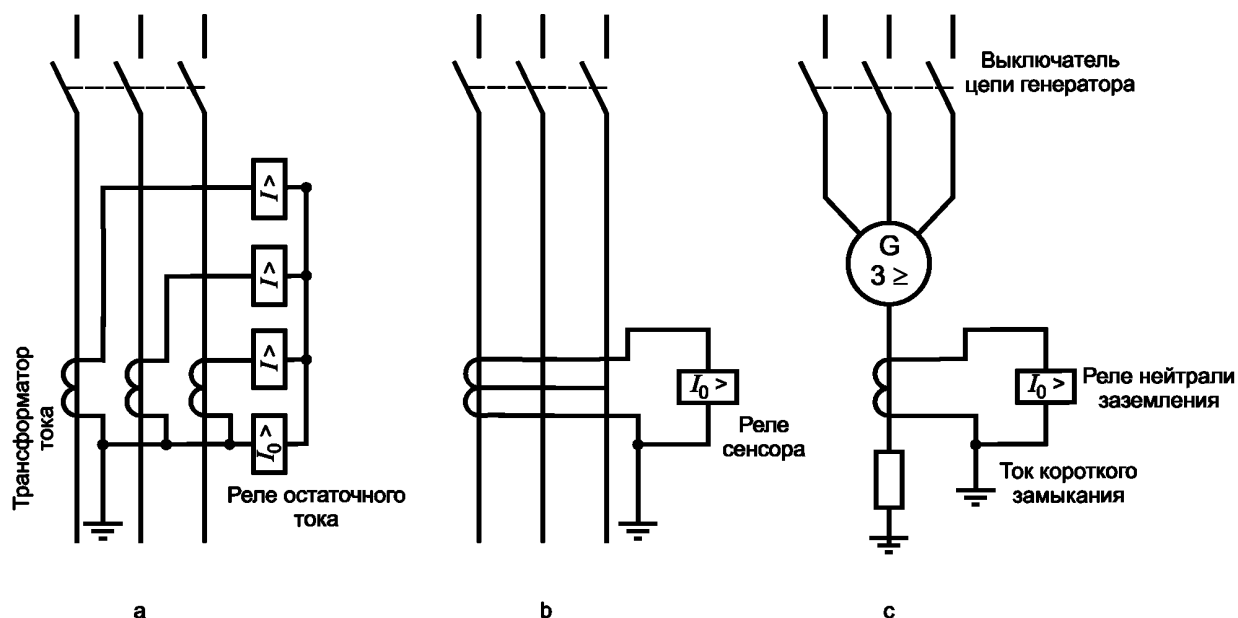 Выключатель
цепи генератора
I >
I >
I >
I₀ >
Трансформатор
тока
Реле остаточного
тока
I₀ >
Реле
сенсора
G
3 ≥
I₀ >
Реле нейтрали
заземления
Ток короткого
замыкания
a
b
c